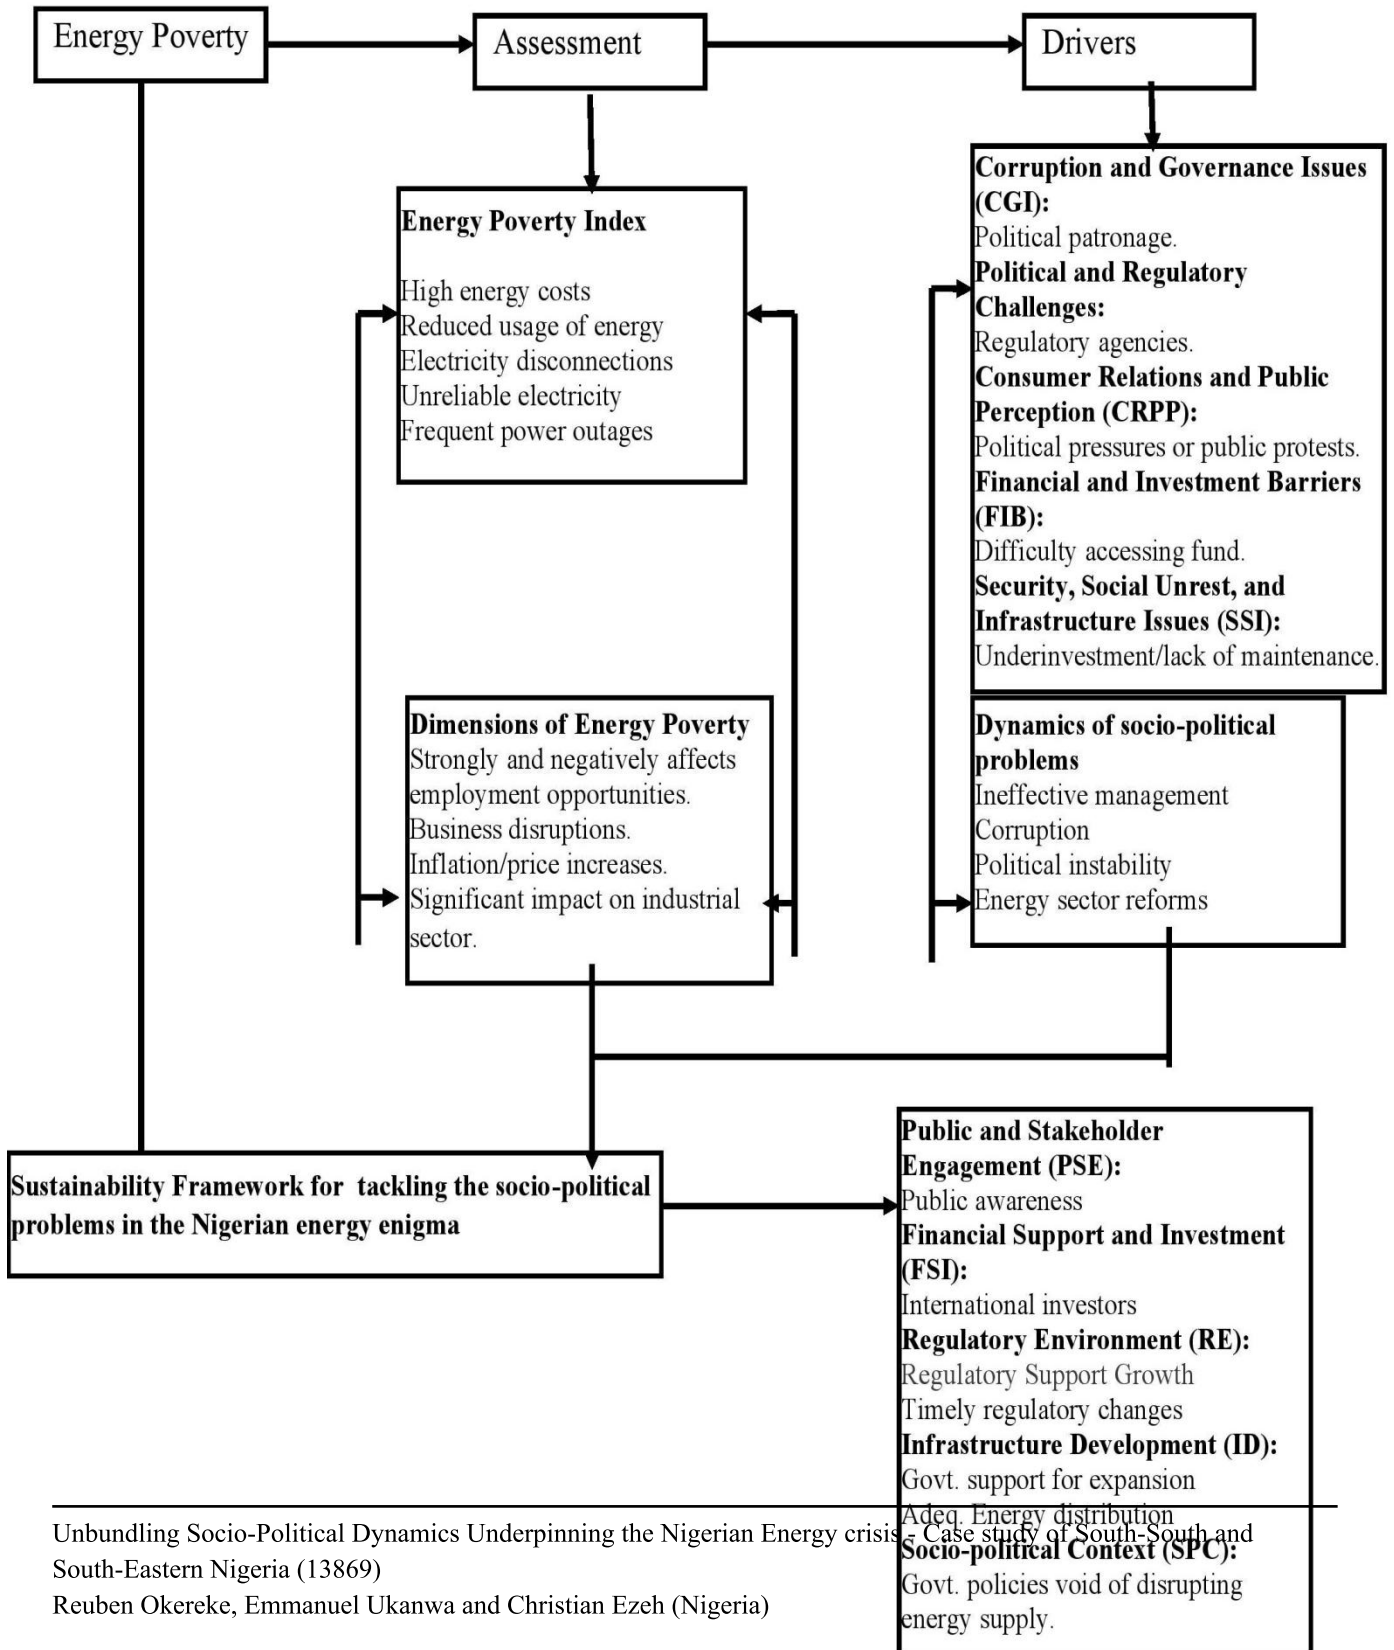 Energy Poverty
Assessment
Drivers
Energy Poverty Index
High energy costs
Reduced usage of energy
Electricity disconnections
Unreliable electricity
Frequent power outages
Corruption and Governance Issues
(CGI):
Political patronage.
Political and Regulatory
Challenges:
Regulatory agencies.
Consumer Relations and Public
Perception (CRPP):
Political pressures or public protests.
Financial and Investment Barriers
(FIB):
Difficulty accessing fund.
Security, Social Unrest, and
Infrastructure Issues (SSI):
Underinvestment/lack of maintenance.
Dimensions of Energy Poverty
Strongly and negatively affects
employment opportunities.
Business disruptions.
Inflation/price increases.
Significant impact on industrial
sector.
Dynamics of socio-political
problems
Ineffective management
Corruption
Political instability
Energy sector reforms
Sustainability Framework for tackling the socio-political
problems in the Nigerian energy enigma
Public and Stakeholder
Engagement (PSE):
Public awareness
Financial Support and Investment
(FSI):
International investors
Regulatory Environment (RE):
Regulatory Support Growth
Timely regulatory changes
Infrastructure Development (ID):
Govt. support for expansion
Adeq. Energy distribution
Socio-political Context (SPC):
Govt. policies void of disrupting
energy supply.
Unbundling Socio-Political Dynamics Underpinning the Nigerian Energy crisis - Case study of South-South and
South-Eastern Nigeria (13869)
Reuben Okereke, Emmanuel Ukanwa and Christian Ezeh (Nigeria)